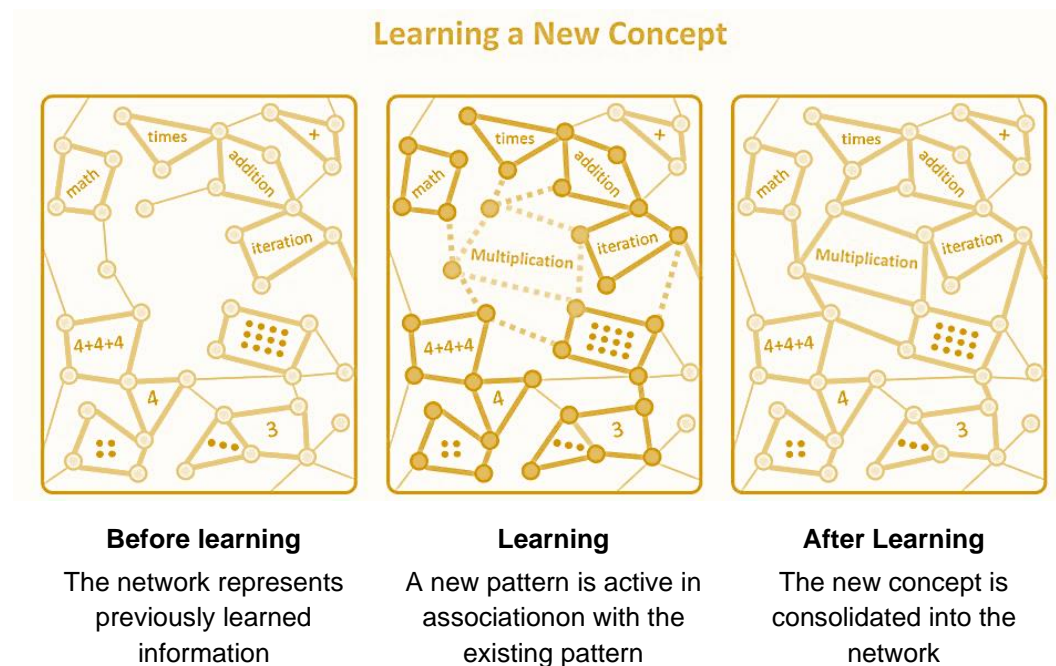 Learning a New Concept
times
+
math
addition
iteration
4+4+4
4
3
times
+
math
addition
iteration
Multiplication
4+4+4
4
3
times
+
math
addition
iteration
Multiplication
4+4+4
4
3
Before learning
The network represents
previously learned
information
Learning
A new pattern is active in
associationon with the
existing pattern
After Learning
The new concept is
consolidated into the
network